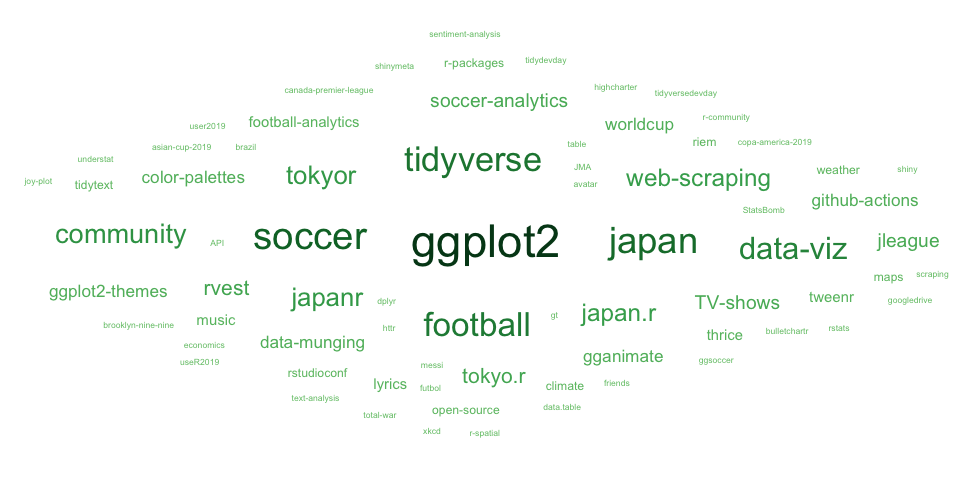 sentiment-analysis
shinymeta
r-packages
tidydevday
canada-premier-league
soccer-analytics
highcharter
tidyversedevday
user2019
football-analytics
worldcup
r-community
understat
asian-cup-2019
brazil
tidyverse
table
riem
copa-america-2019
joy-plot
tidytext
color-palettes
tokyor
JMA
avatar
web-scraping
weather
shiny
StatsBomb
github-actions
community
API
soccer
ggplot2
japan
data-viz
jleague
ggplot2-themes
rvest
japanr
dplyr
TV-shows
tweenr
maps
scraping
googledrive
brooklyn-nine-nine
music
httr
football
gt
japan.r
thrice
bulletchartr
rstats
economics
useR2019
data-munging
gganimate
ggsoccer
rstudioconf
lyrics
messi
futbol
tokyo.r
climate
friends
text-analysis
total-war
open-source
data.table
xkcd
r-spatial